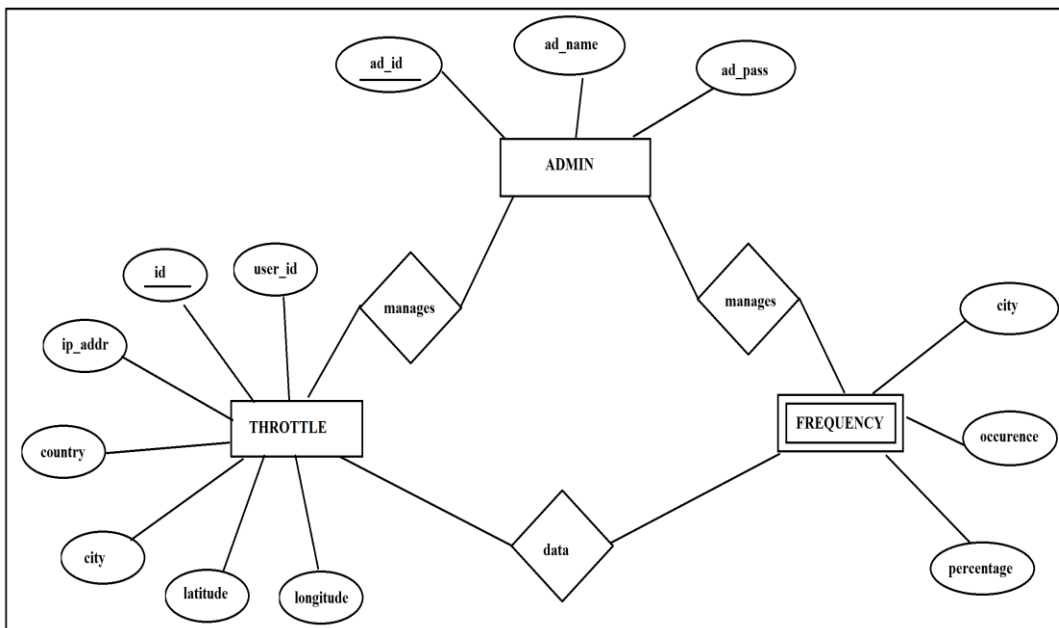 ad_name
ad_id
ad_pass
ADMIN
id
user_id
manages
manages
city
ip_addr
THROTTLE
FREQUENCY
country
occurence
city
data
latitude
longitude
percentage